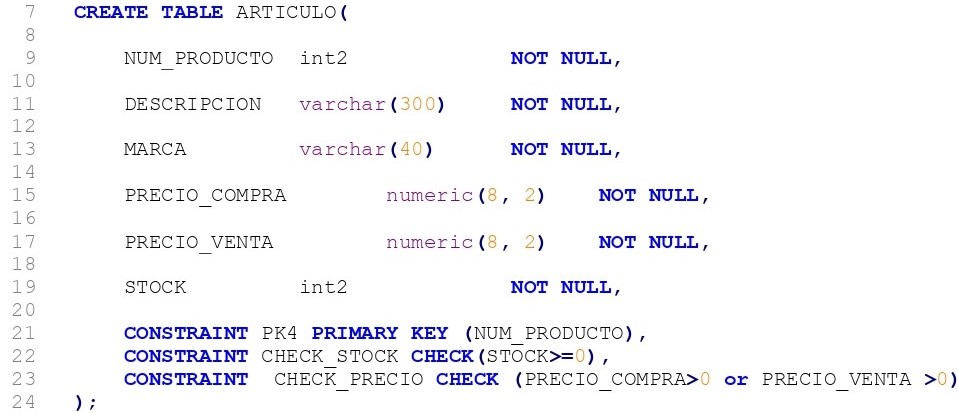 7 CREATE TABLE ARTICULO(
8
9 NUM_PRODUCTO int2 NOT NULL,
10
11 DESCRIPCION varchar(300) NOT NULL,
12
13 MARCA varchar(40) NOT NULL,
14
15 PRECIO_COMPRA numeric(8, 2) NOT NULL,
16
17 PRECIO_VENTA numeric(8, 2) NOT NULL,
18
19 STOCK int2 NOT NULL,
20
21 CONSTRAINT PK4 PRIMARY KEY (NUM_PRODUCTO),
22 CONSTRAINT CHECK_STOCK CHECK(STOCK>=0),
23 CONSTRAINT CHECK_PRECIO CHECK (PRECIO_COMPRA>0 or PRECIO_VENTA >0)
24 );